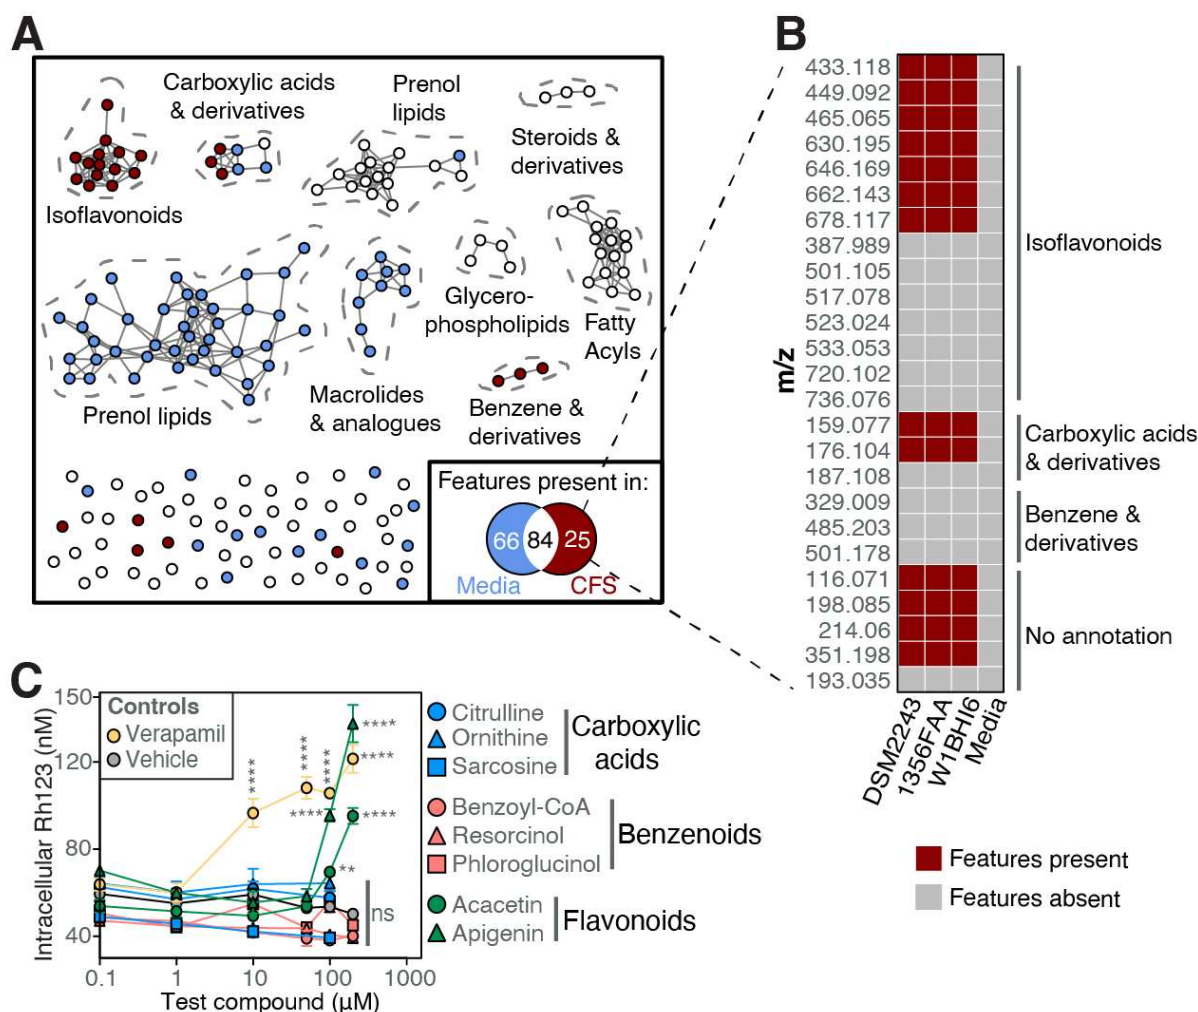 A
Carboxylic acids
& derivatives
Prenol
lipids
Steroids &
derivatives
Isoflavonoids
Glycero-
phospholipids
Fatty
Acyls
Prenol lipids
Macrolides
& analogues
Benzene &
derivatives
Features present in:
66 84 25
Media CFS
B
m/z
433.118
449.092
465.065
630.195
646.169
662.143
678.117
387.989
501.105
517.078
523.024
533.053
720.102
736.076
159.077
176.104
187.108
329.009
485.203
501.178
116.071
198.085
214.06
351.198
193.035
Isoflavonoids
Carboxylic acids
& derivatives
Benzene &
derivatives
No annotation
DSM2243
1356FAA
W1BHI6
Media
Features present
Features absent
C
Intracellular Rh123 (nM)
150
120
80
40
0.1 1 10 100 1000
Test compound (µM)
Controls
Verapamil
Vehicle
****
****
****
****
****
****
****
**
ns
Citrulline
Ornithine
Sarcosine
Carboxylic
acids
Benzoyl-CoA
Resorcinol
Phloroglucinol
Benzenoids
Acacetin
Apigenin
Flavonoids